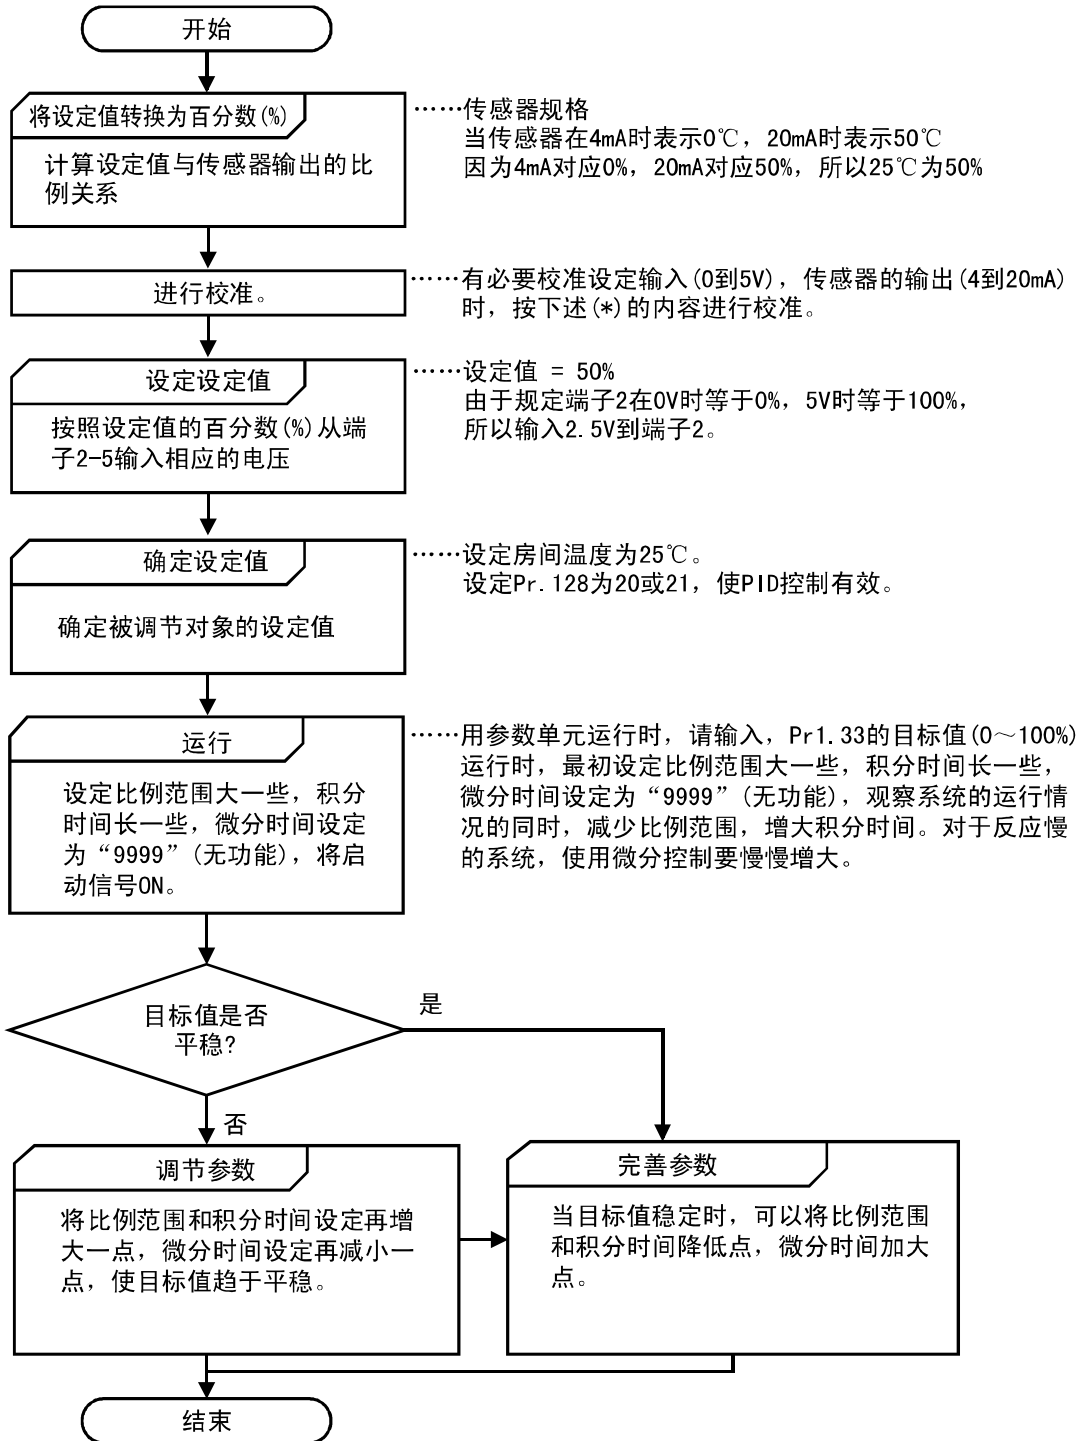 开始
将设定值转换为百分数(%)
计算设定值与传感器输出的比
例关系
……传感器规格
当传感器在4mA时表示0℃，20mA时表示50℃
因为4mA对应0%，20mA对应50%，所以25℃为50%
进行校准。
……有必要校准设定输入(0到5V)，传感器的输出(4到20mA)
时，按下述(*)的内容进行校准。
设定设定值
按照设定值的百分数(%)从端
子2-5输入相应的电压
……设定值 = 50%
由于规定端子2在0V时等于0%，5V时等于100%，
所以输入2.5V到端子2。
确定设定值
确定被调节对象的设定值
……设定房间温度为25℃。
设定Pr.128为20或21，使PID控制有效。
运行
设定比例范围大一些，积分
时间长一些，微分时间设定
为“9999”(无功能)，将启
动信号ON。
……用参数单元运行时，请输入，Pr1.33的目标值(0～100%)
运行时，最初设定比例范围大一些，积分时间长一些，
微分时间设定为“9999”(无功能)，观察系统的运行情
况的同时，减少比例范围，增大积分时间。对于反应慢
的系统，使用微分控制要慢慢增大。
目标值是否
平稳?
是
否
调节参数
将比例范围和积分时间设定再增
大一点，微分时间设定再减小一
点，使目标值趋于平稳。
完善参数
当目标值稳定时，可以将比例范围
和积分时间降低点，微分时间加大
点。
结束